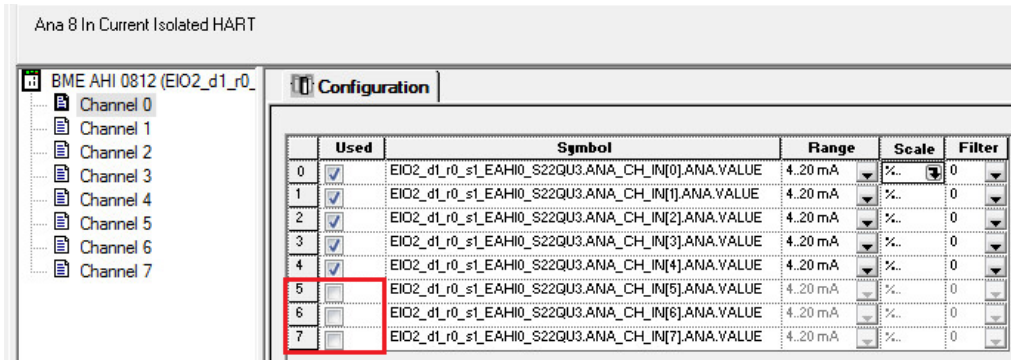 Ana 8 In Current Isolated HART
BME AHI 0812 (EIO2_d1_r0_
Channel 0
Channel 1
Channel 2
Channel 3
Channel 4
Channel 5
Channel 6
Channel 7
Configuration
Used Symbol Range Scale Filter
0 EIO2_d1_r0_s1_EAHI0_S22QU3.ANA_CH_IN[0].ANA.VALUE 4..20 mA %.. 0
1 EIO2_d1_r0_s1_EAHI0_S22QU3.ANA_CH_IN[1].ANA.VALUE 4..20 mA %.. 0
2 EIO2_d1_r0_s1_EAHI0_S22QU3.ANA_CH_IN[2].ANA.VALUE 4..20 mA %.. 0
3 EIO2_d1_r0_s1_EAHI0_S22QU3.ANA_CH_IN[3].ANA.VALUE 4..20 mA %.. 0
4 EIO2_d1_r0_s1_EAHI0_S22QU3.ANA_CH_IN[4].ANA.VALUE 4..20 mA %.. 0
5 EIO2_d1_r0_s1_EAHI0_S22QU3.ANA_CH_IN[5].ANA.VALUE 4..20 mA %.. 0
6 EIO2_d1_r0_s1_EAHI0_S22QU3.ANA_CH_IN[6].ANA.VALUE 4..20 mA %.. 0
7 EIO2_d1_r0_s1_EAHI0_S22QU3.ANA_CH_IN[7].ANA.VALUE 4..20 mA %.. 0